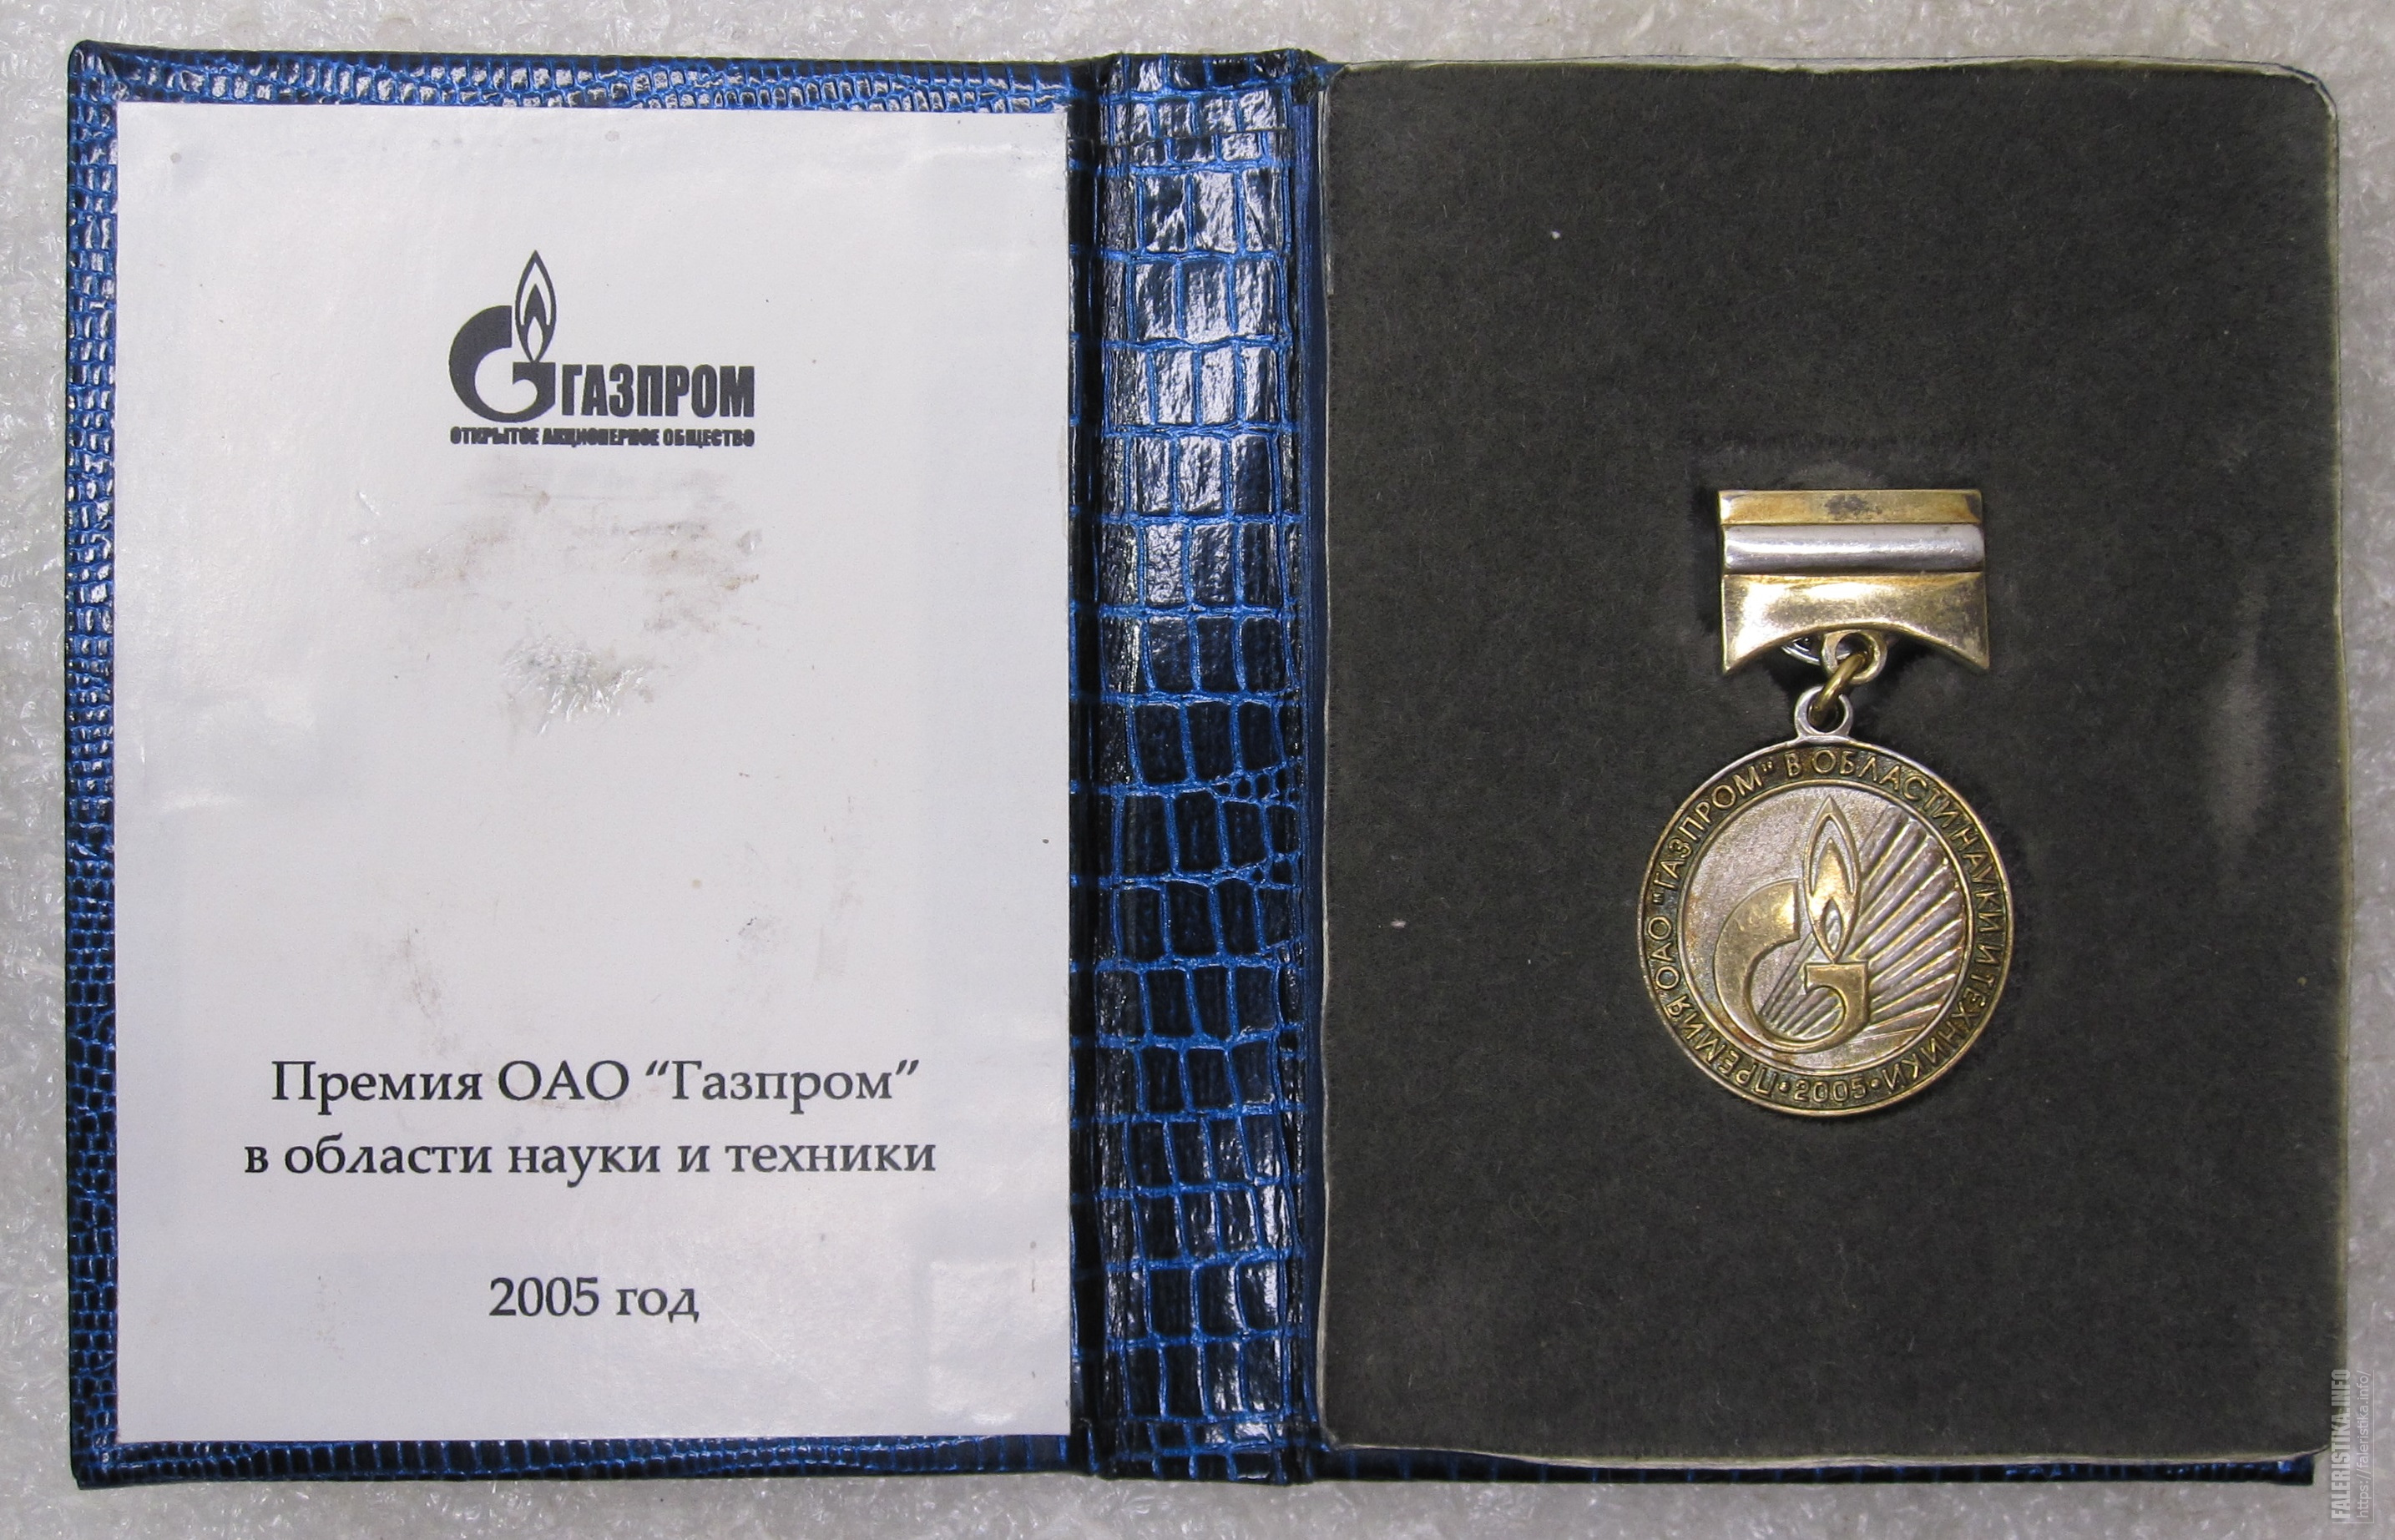 ГАЗПРОМ
ОТКРЫТОЕ АКЦИОНЕРНОЕ ОБЩЕСТВО
Премия ОАО “Газпром”
в области науки и техники
2005 год
ПРЕМИЯ ОАО "ГАЗПРОМ" В ОБЛАСТИ НАУКИ И ТЕХНИКИ
•2005•
FALERISTIKA.INFO
https://faleristika.info/